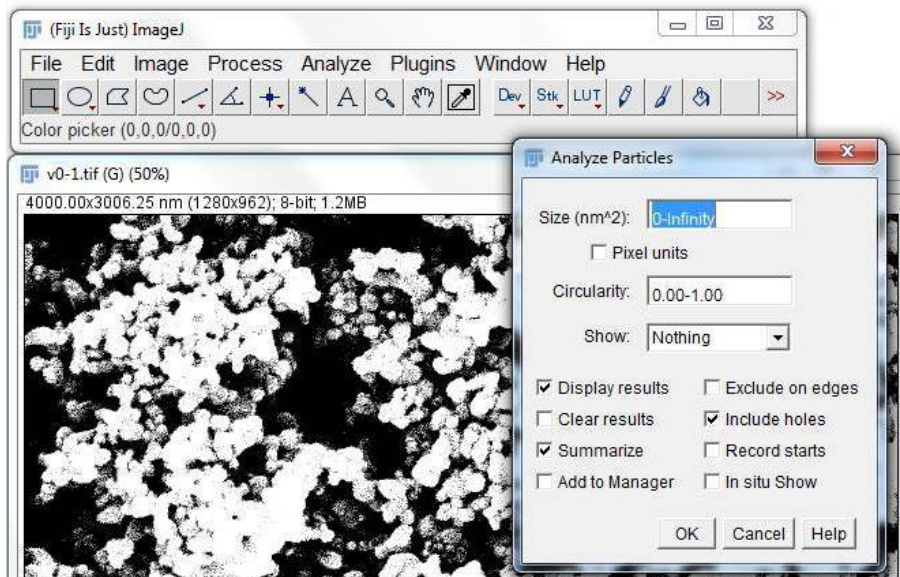 (Fiji Is Just) ImageJ
File Edit Image Process Analyze Plugins Window Help
A Dev Stk LUT >>
Color picker (0,0,0/0,0,0)
v0-1.tif (G) (50%)
4000.00x3006.25 nm (1280x962); 8-bit; 1.2MB
Analyze Particles
Size (nm^2): 0-Infinity
Pixel units
Circularity: 0.00-1.00
Show: Nothing
Display results Exclude on edges
Clear results Include holes
Summarize Record starts
Add to Manager In situ Show
OK Cancel Help